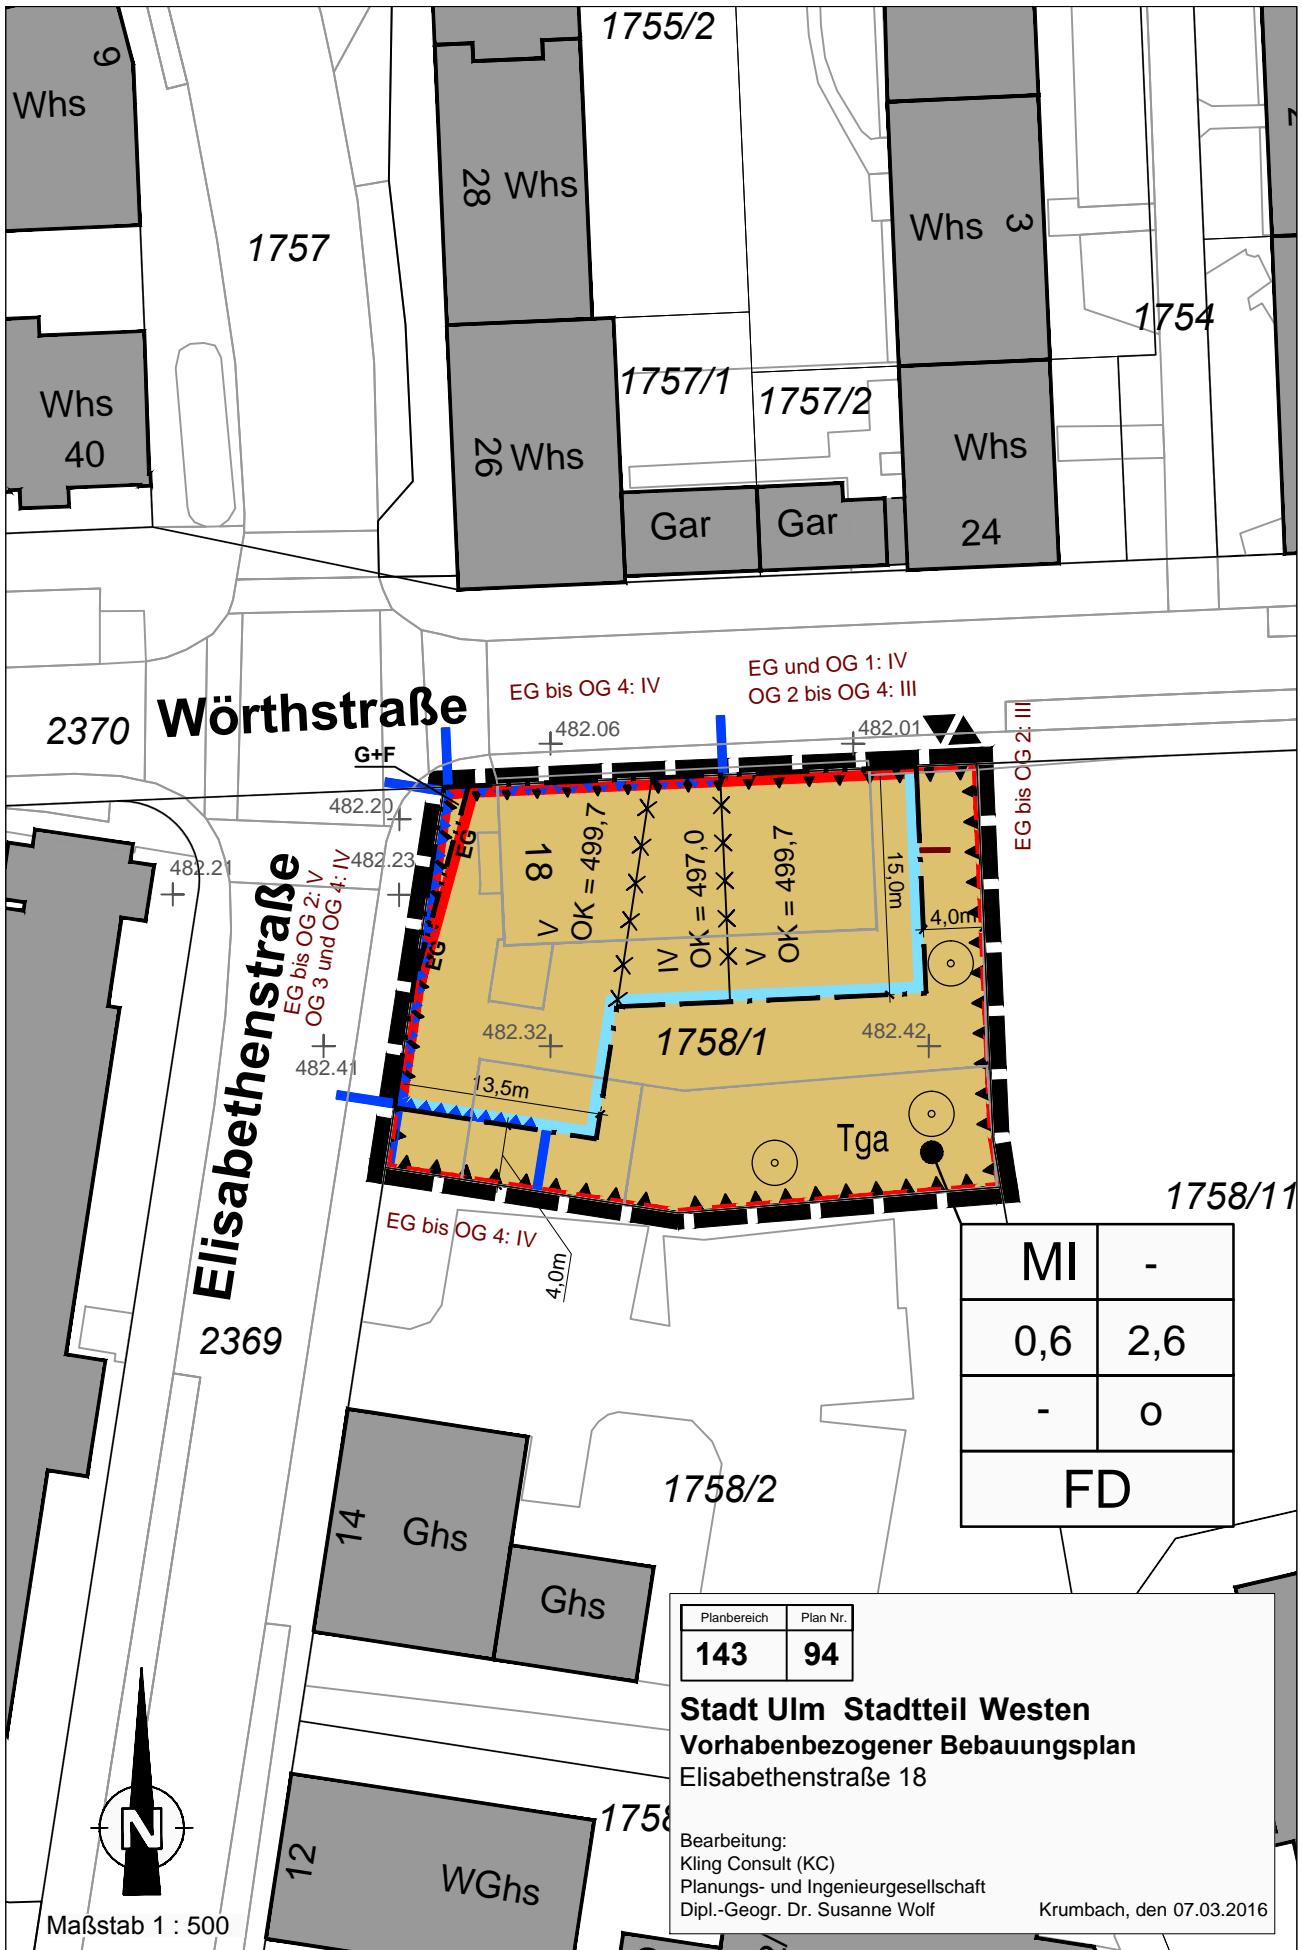 1755/2
9
Whs
28 Whs
1757
Whs 3
1754
1757/1
1757/2
Whs
40
26 Whs
Whs
24
Gar
Gar
EG bis OG 4: IV
EG und OG 1: IV
OG 2 bis OG 4: III
EG bis OG 2: III
2370
Wörthstraße
482.06
482.01
G+F
482.20
482.23
482.21
EG
EG
18
V
OK = 499,7
IV
OK = 497,0
V
OK = 499,7
15,0m
4,0m
Elisabethenstraße
EG bis OG 2: V
OG 3 und OG 4: IV
482.32
1758/1
482.42
482.41
13,5m
Tga
EG bis OG 4: IV
4,0m
1758/11
MI -
0,6 2,6
- o
FD
2369
1758/2
14 Ghs
Ghs
Planbereich Plan Nr.
143 94
Stadt Ulm Stadtteil Westen
Vorhabenbezogener Bebauungsplan
Elisabethenstraße 18
Bearbeitung:
Kling Consult (KC)
Planungs- und Ingenieurgesellschaft
Dipl.-Geogr. Dr. Susanne Wolf
Krumbach, den 07.03.2016
1758
12 WGhs
N
Maßstab 1 : 500